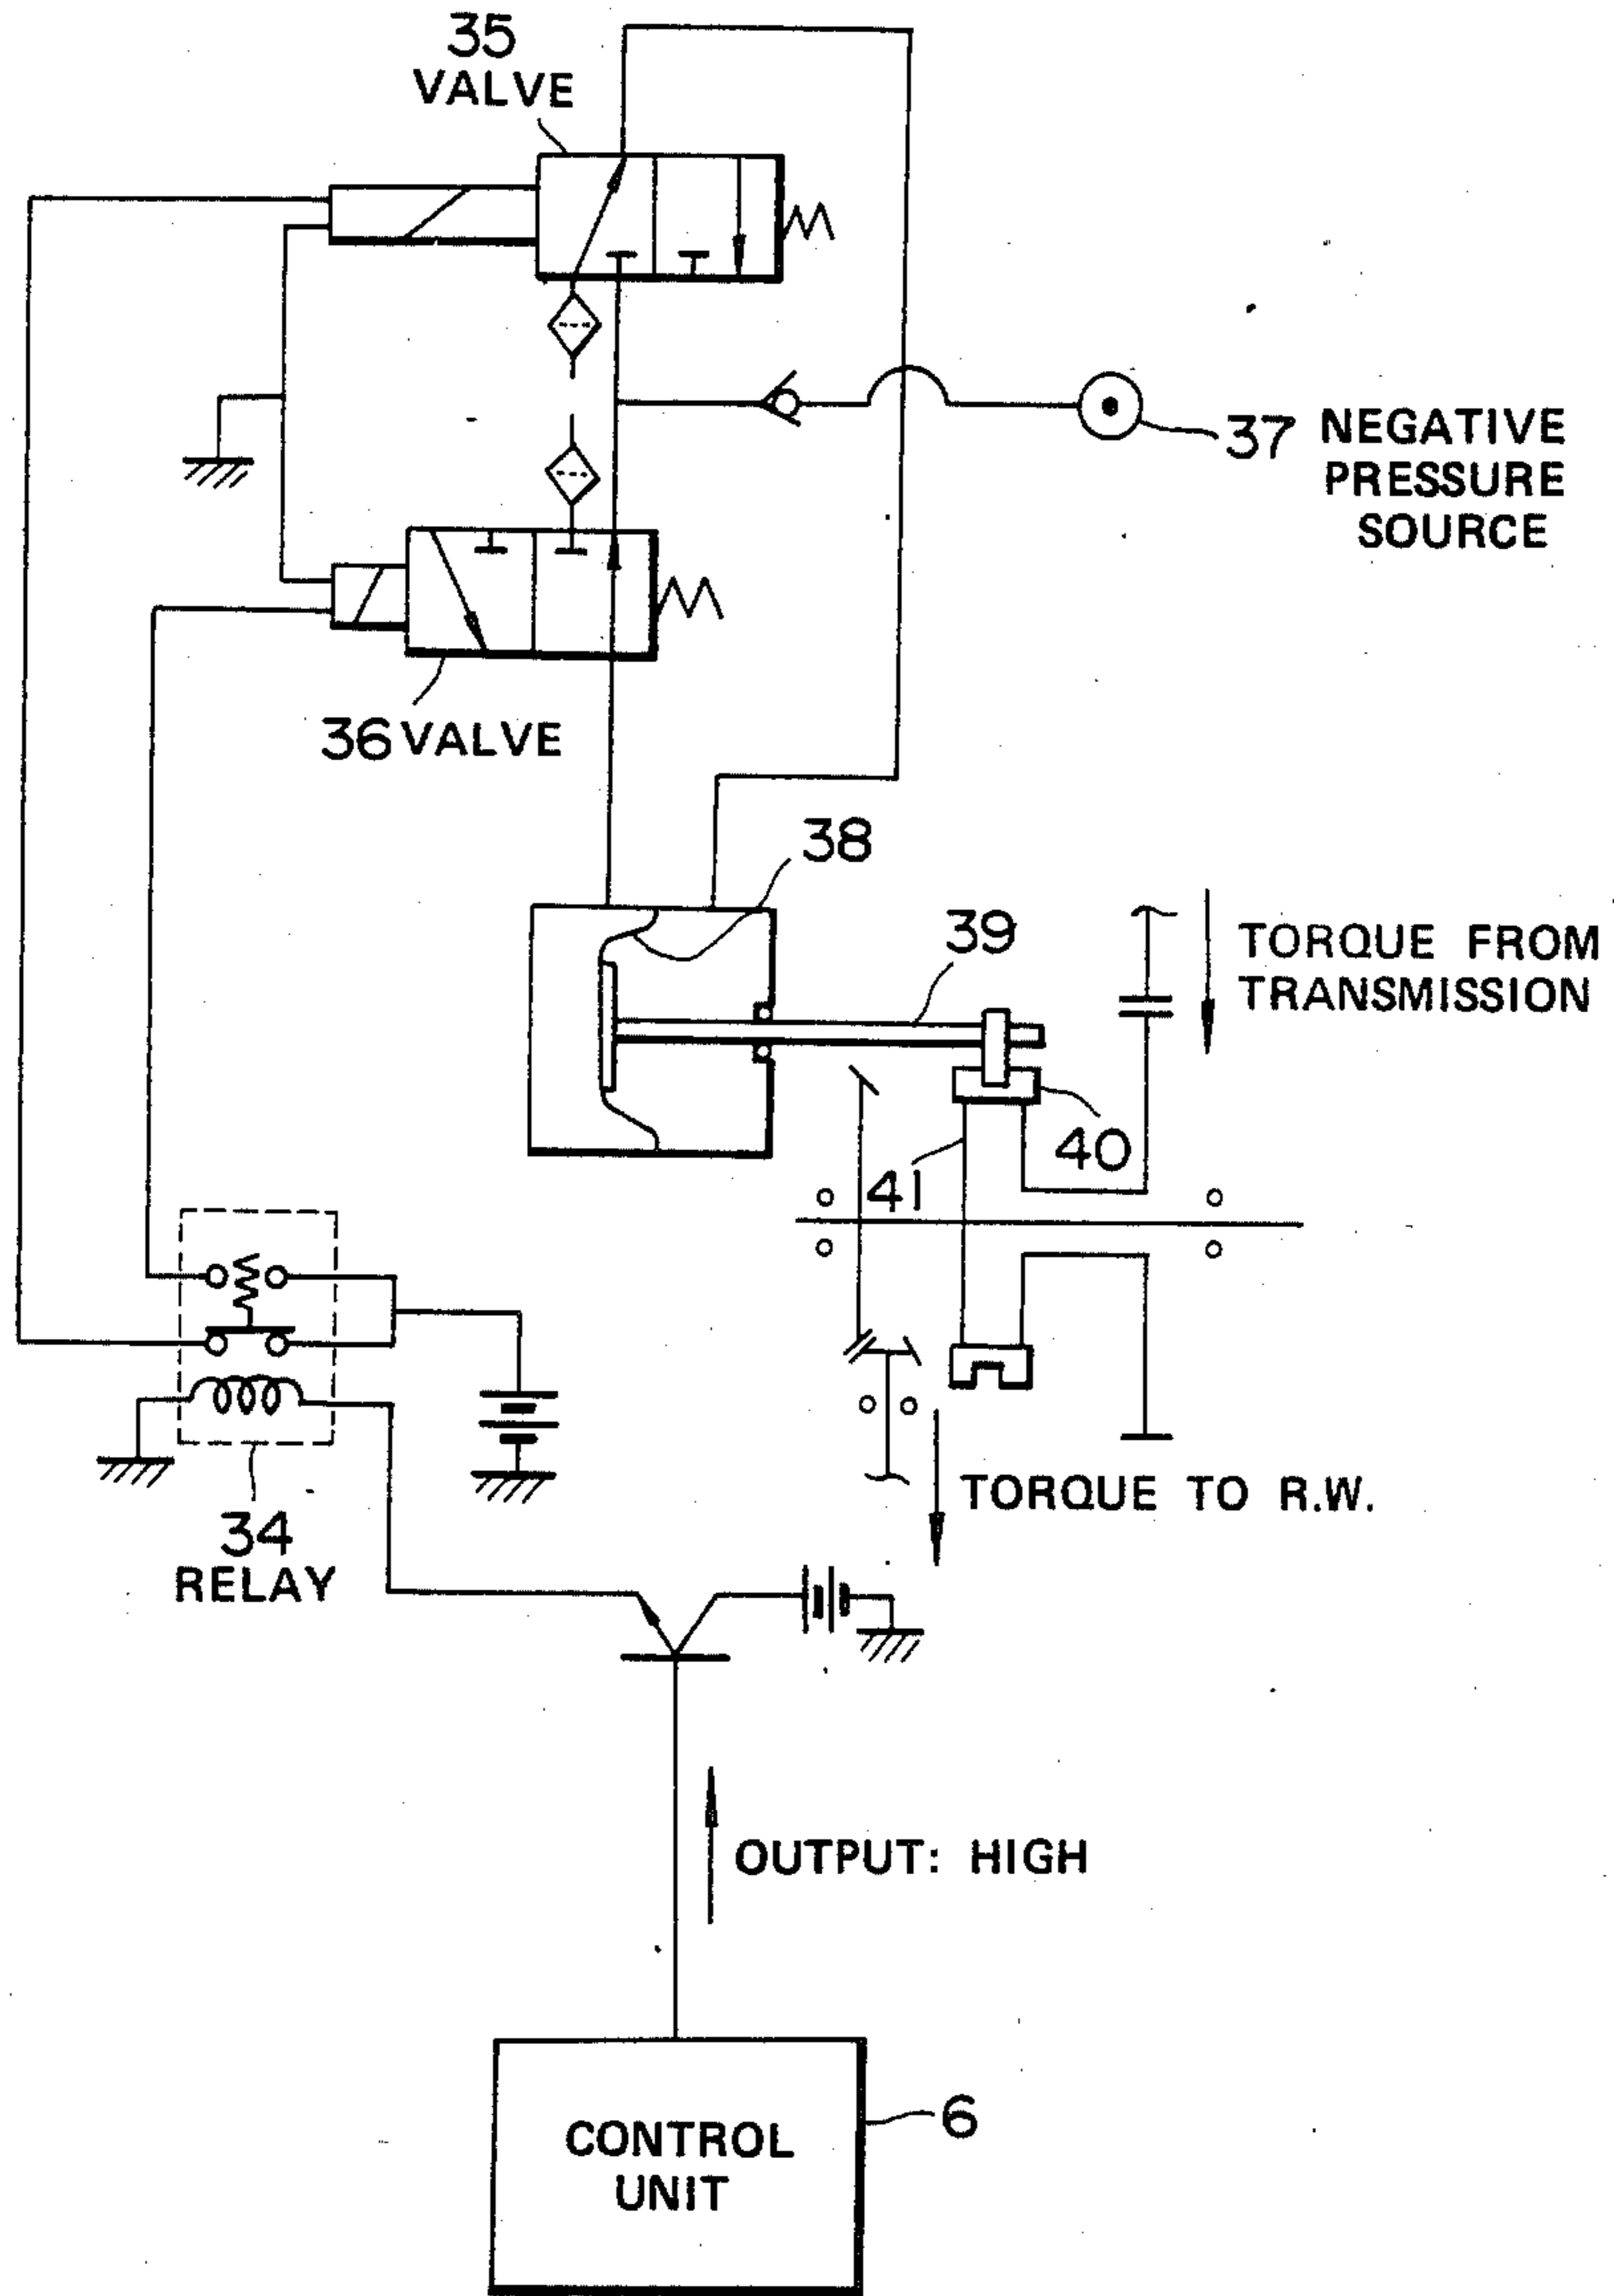 35
VALVE
37 NEGATIVE
PRESSURE
SOURCE
36 VALVE
38
39
TORQUE FROM
TRANSMISSION
40
41
TORQUE TO R.W.
34
RELAY
OUTPUT: HIGH
6
CONTROL
UNIT